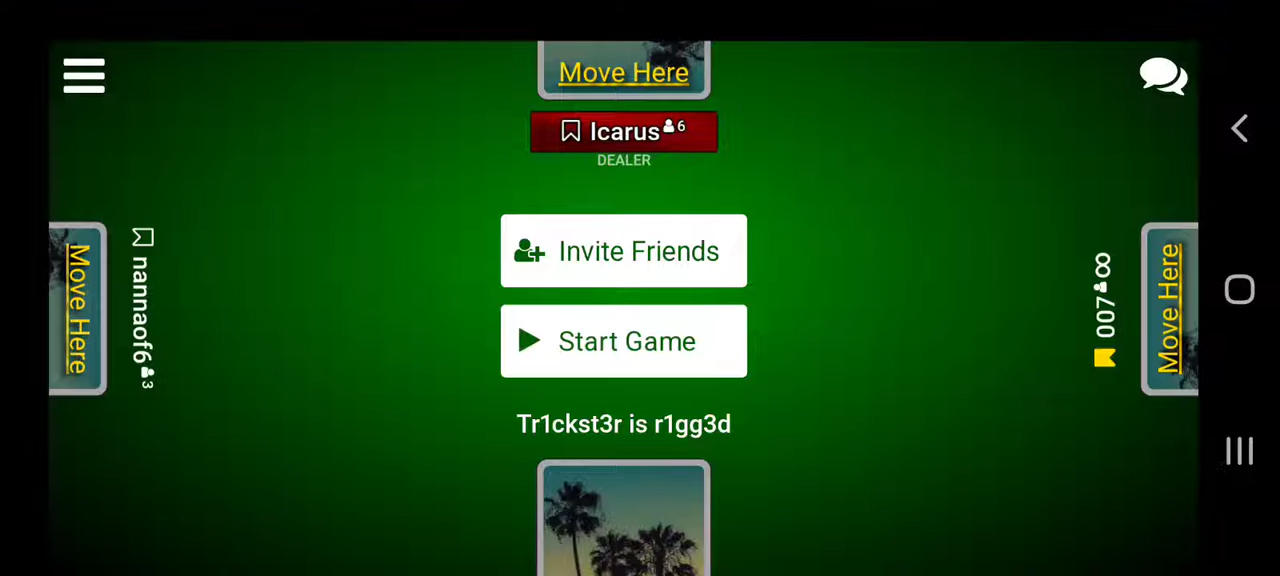 Move Here
Icarus 6
DEALER
Move Here
nannaof6 3
Invite Friends
Start Game
007 ∞
Move Here
Tr1ckst3r is r1gg3d